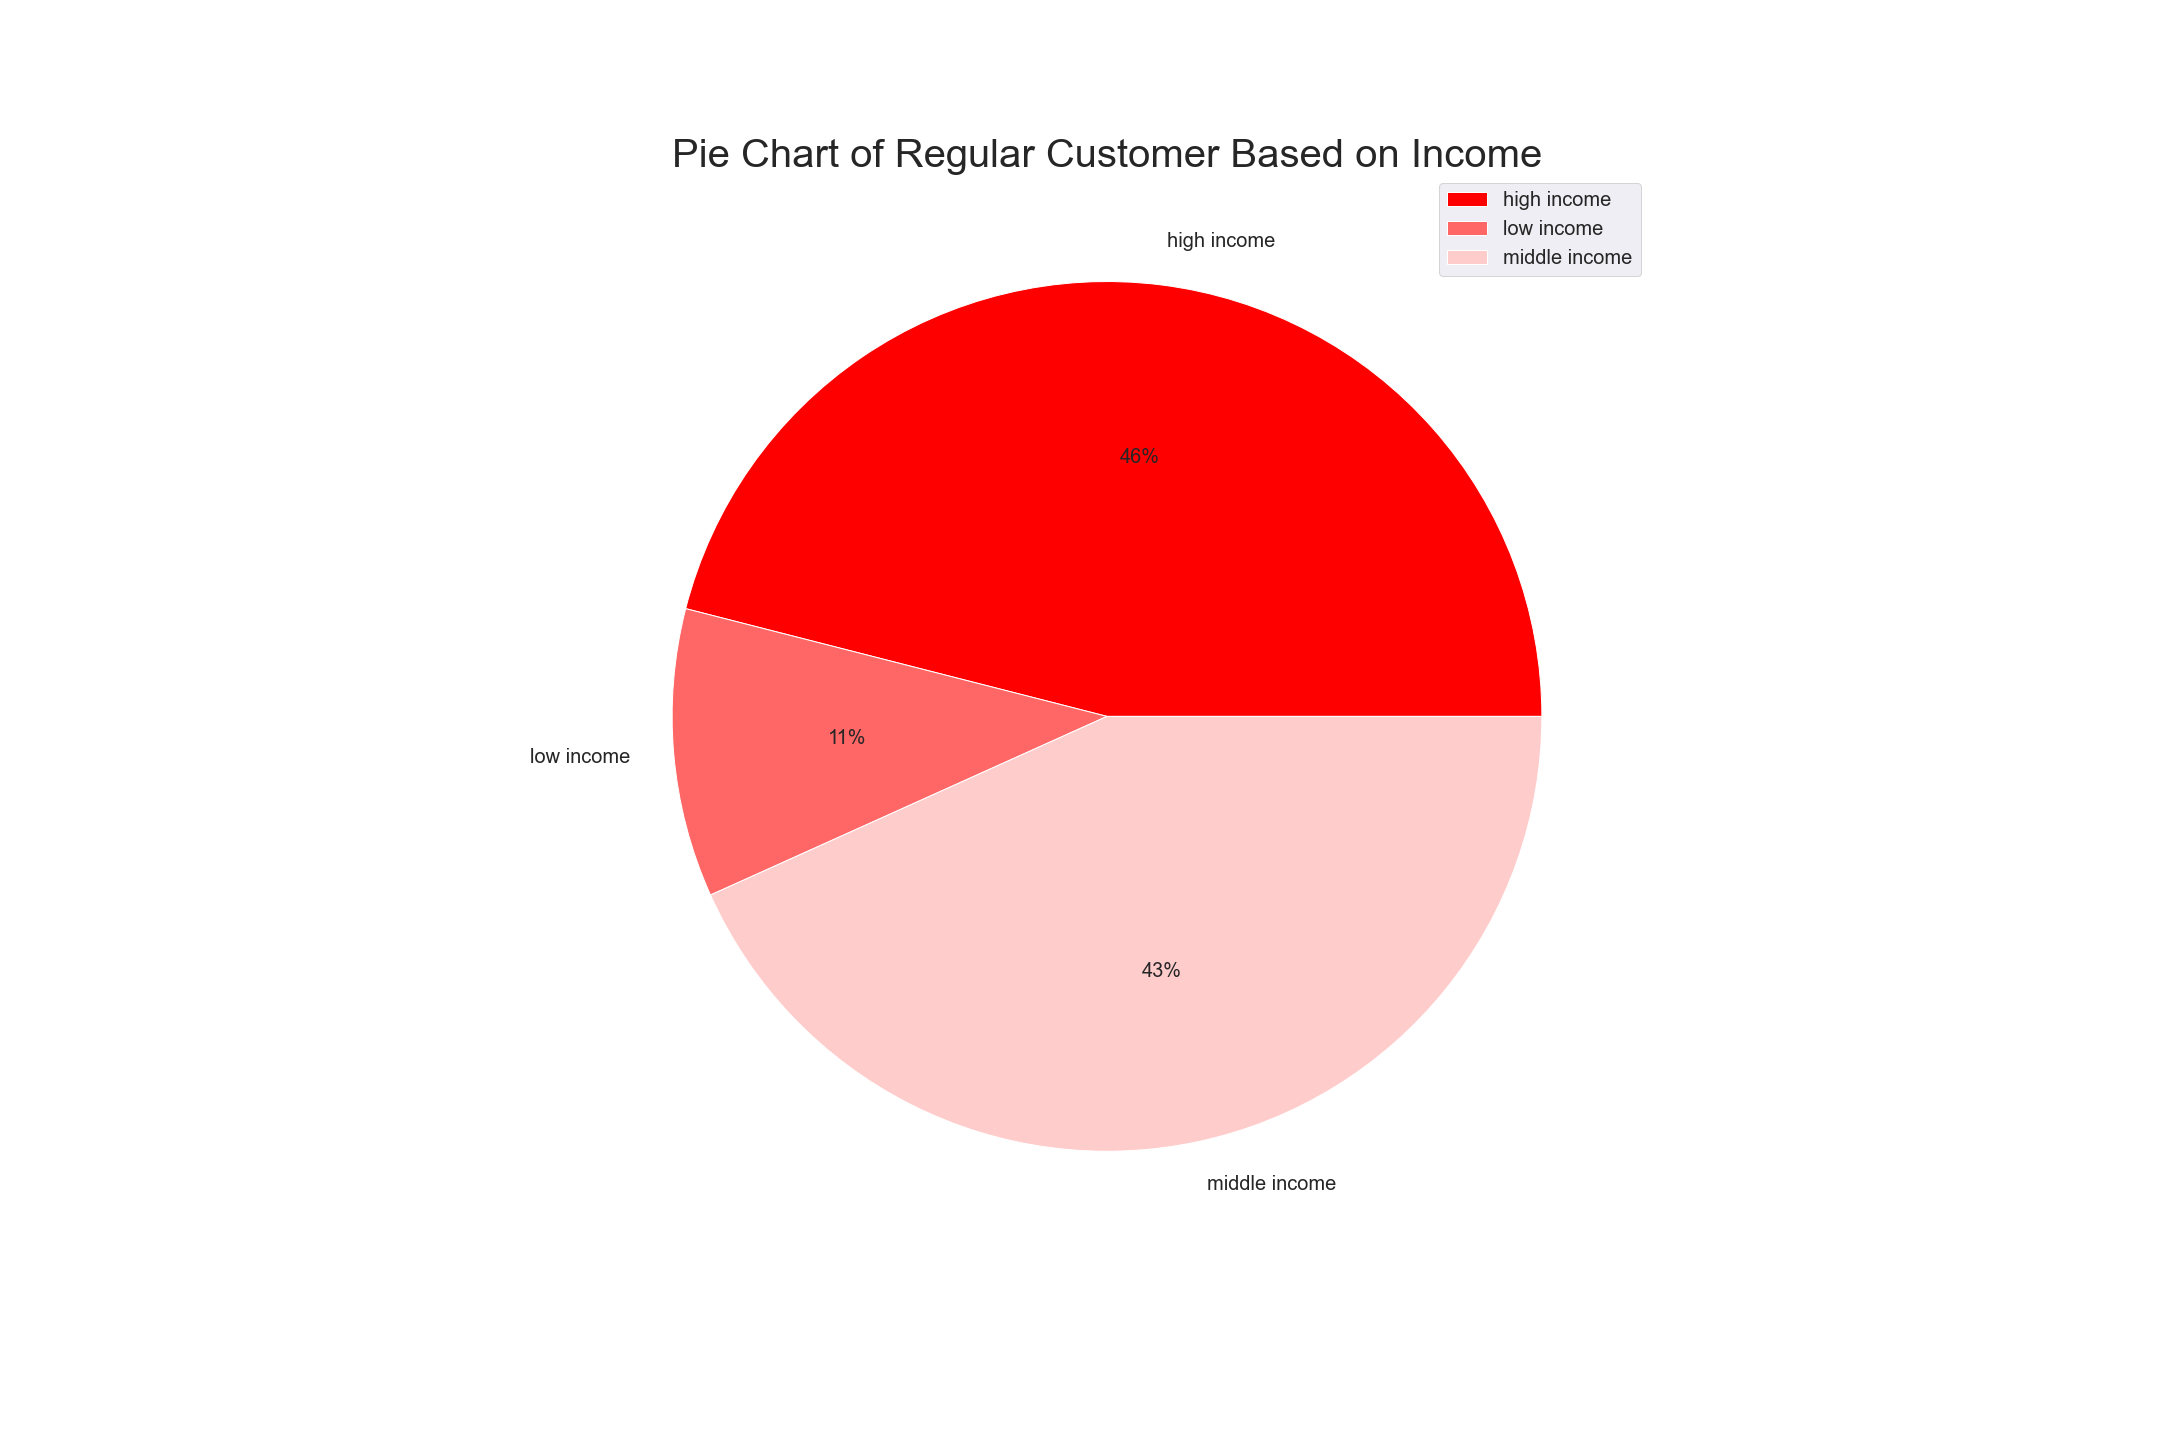 Pie Chart of Regular Customer Based on Income
high income
low income
middle income
high income
46%
11%
low income
43%
middle income